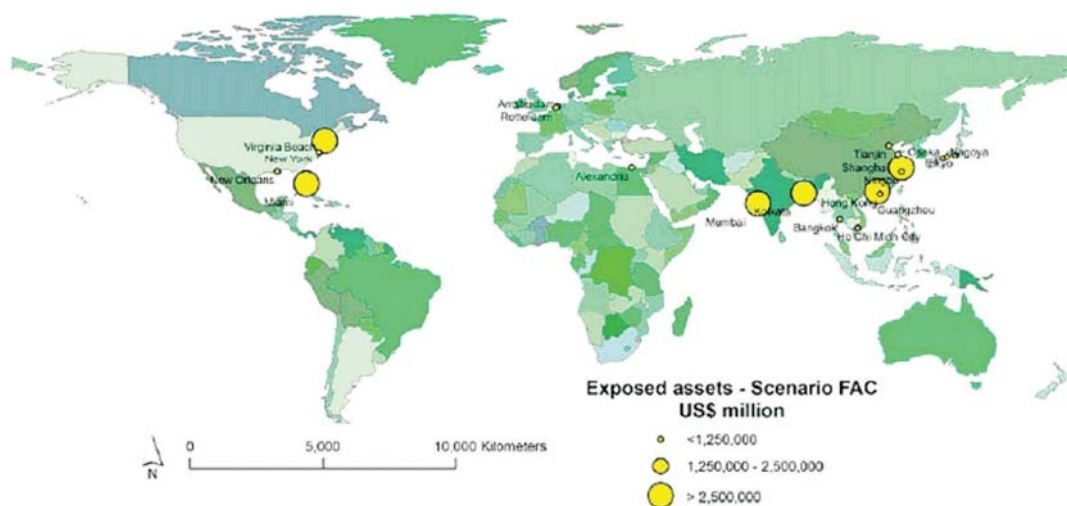 Amsterdam
Rotterdam
Virginia Beach
New York
New Orleans
Miami
Alexandria
Tianjin
Osaka
Nagoya
Tokyo
Shanghai
Ningbo
Mumbai
Kolkata
Hong Kong
Guangzhou
Bangkok
Ho Chi Minh City
Exposed assets - Scenario FAC
US$ million
<1,250,000
1,250,000 - 2,500,000
> 2,500,000
0 5,000 10,000 Kilometers
N